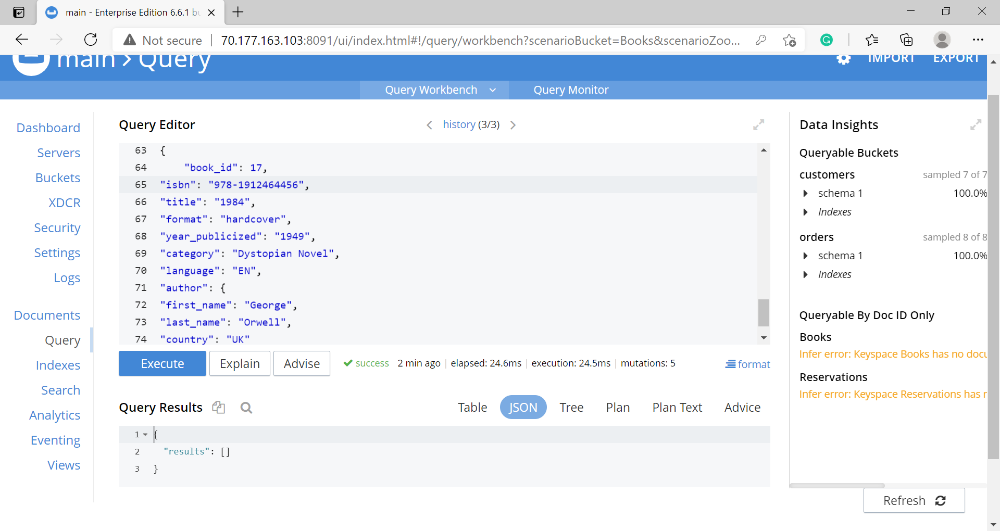 main - Enterprise Edition 6.6.1 bu
Not secure | 70.177.163.103:8091/ui/index.html#!/query/workbench?scenarioBucket=Books&scenarioZoo...
main > Query
IMPORT EXPORT
Query Workbench
Query Monitor
Dashboard
Servers
Buckets
XDCR
Security
Settings
Logs
Documents
Query
Indexes
Search
Analytics
Eventing
Views
Query Editor
< history (3/3) >
63 {
64 "book_id": 17,
65 "isbn": "978-1912464456",
66 "title": "1984",
67 "format": "hardcover",
68 "year_publicized": "1949",
69 "category": "Dystopian Novel",
70 "language": "EN",
71 "author": {
72 "first_name": "George",
73 "last_name": "Orwell",
74 "country": "UK"
Execute Explain Advise success 2 min ago | elapsed: 24.6ms | execution: 24.5ms | mutations: 5 format
Query Results
Table JSON Tree Plan Plan Text Advice
1 {
2 "results": []
3 }
Data Insights
Queryable Buckets
customers sampled 7 of 7
schema 1 100.0%
Indexes
orders sampled 8 of 8
schema 1 100.0%
Indexes
Queryable By Doc ID Only
Books
Infer error: Keyspace Books has no docu
Reservations
Infer error: Keyspace Reservations has r
Refresh